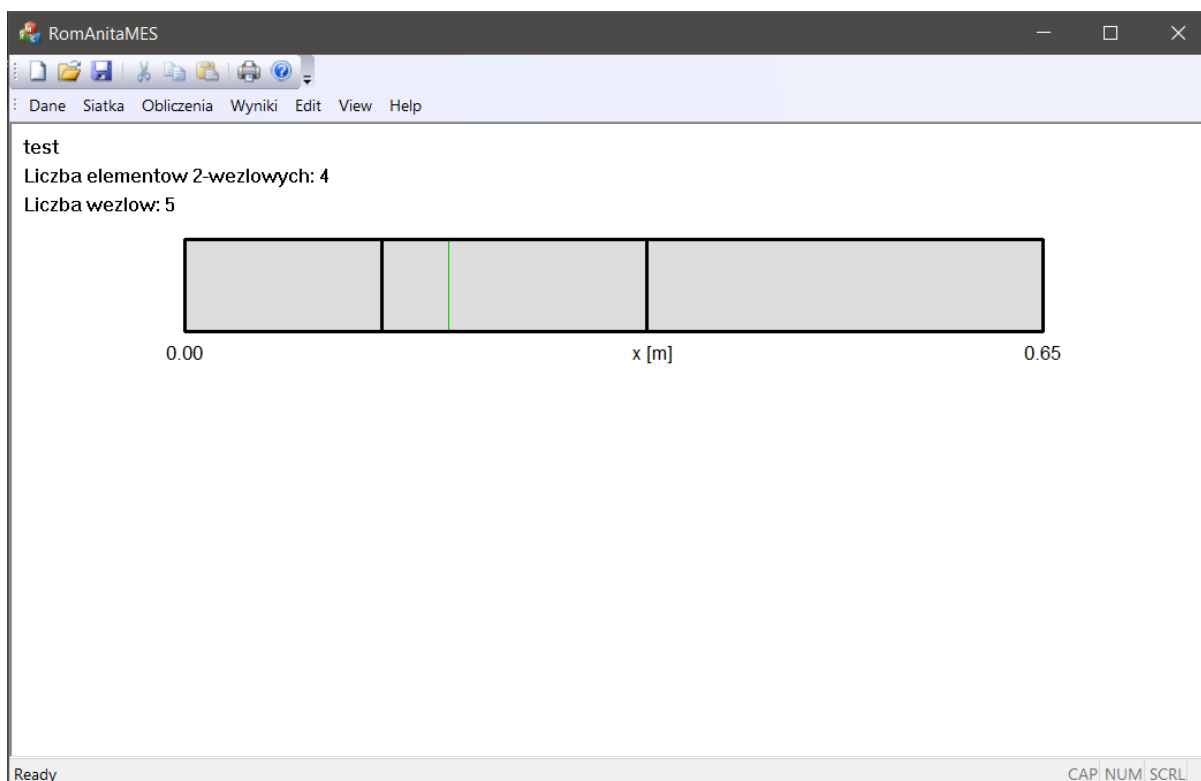 RomAnitaMES
Dane Siatka Obliczenia Wyniki Edit View Help
test
Liczba elementow 2-wezlowych: 4
Liczba wezlow: 5
0.00 x [m] 0.65
Ready CAP NUM SCRL